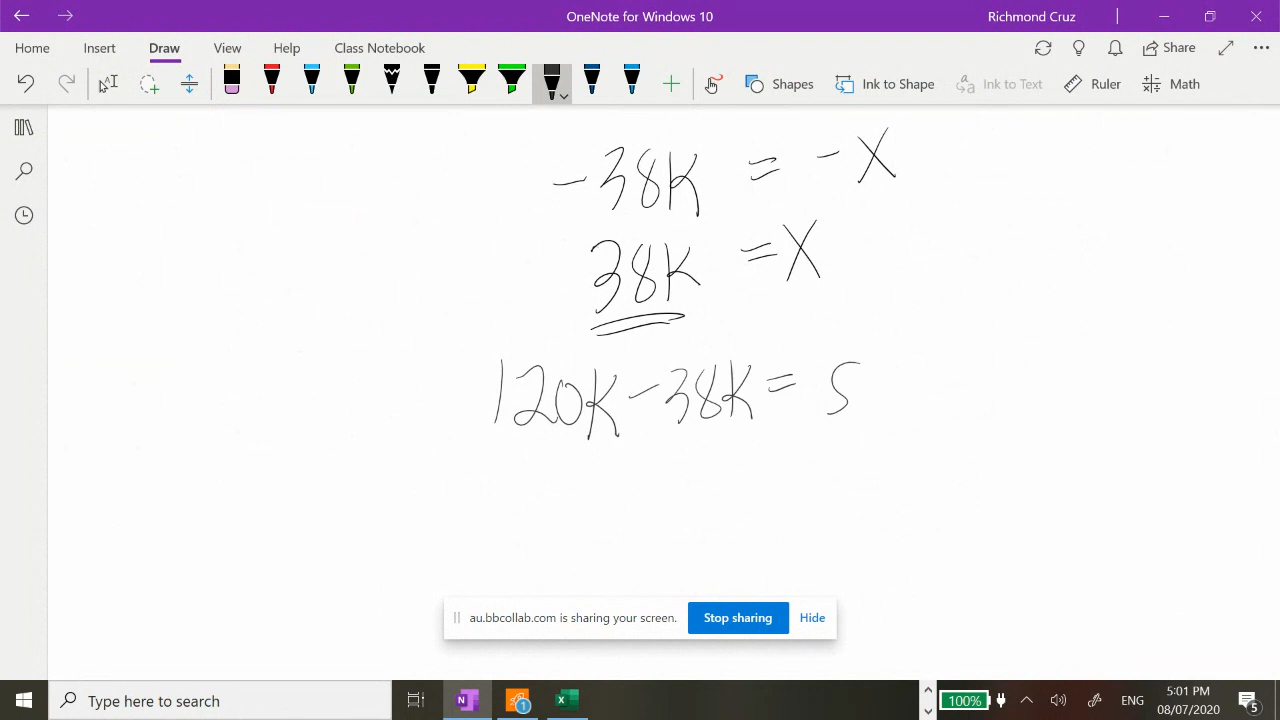 OneNote for Windows 10
Richmond Cruz
Home Insert Draw View Help Class Notebook Share
Shapes Ink to Shape Ink to Text Ruler Math
-38K = -X
38K = X
120K - 38K = S
au.bbcollab.com is sharing your screen. Stop sharing Hide
Type here to search
1
100% ENG 5:01 PM
08/07/2020
5